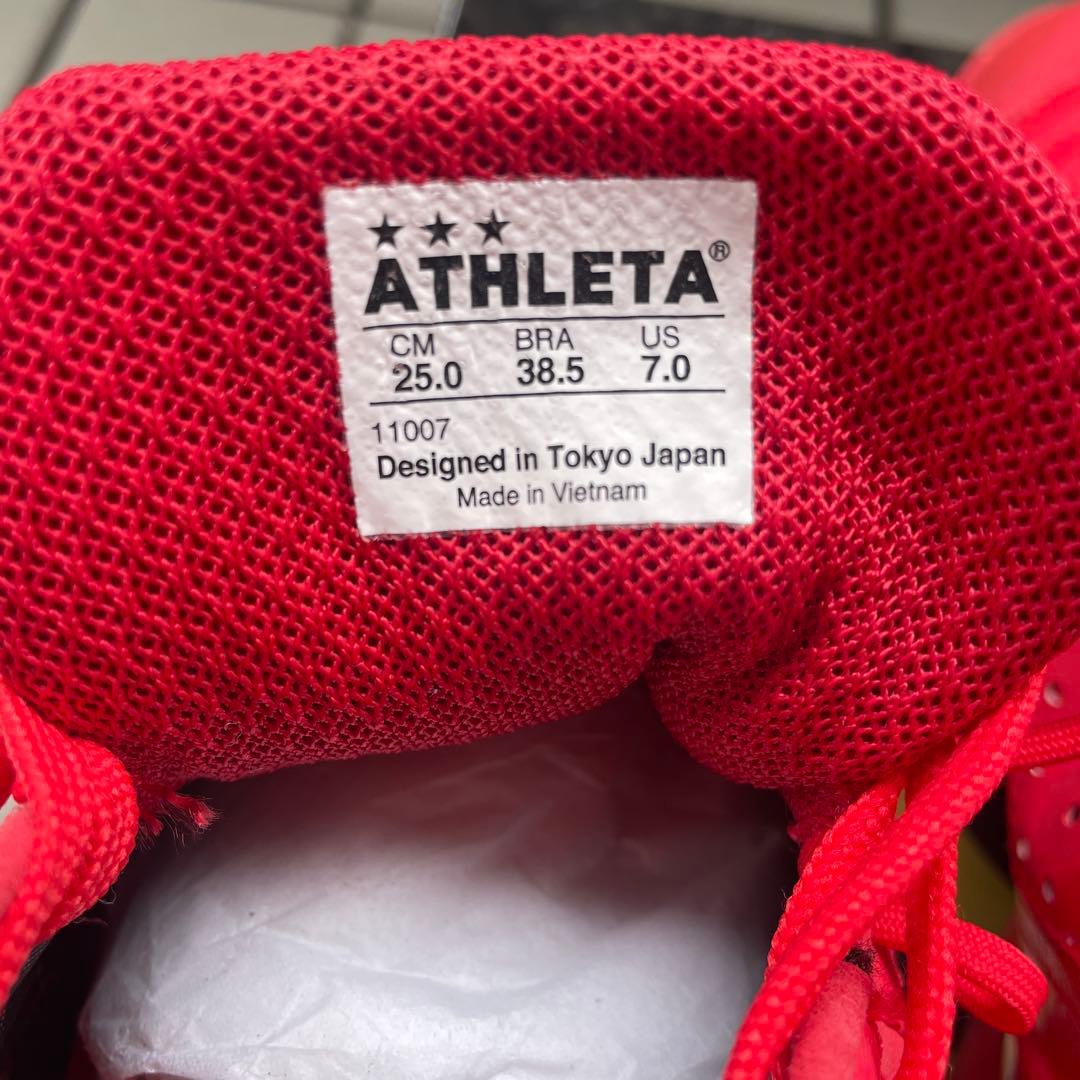 ★★★
ATHLETA®
CM BRA US
25.0 38.5 7.0
11007
Designed in Tokyo Japan
Made in Vietnam